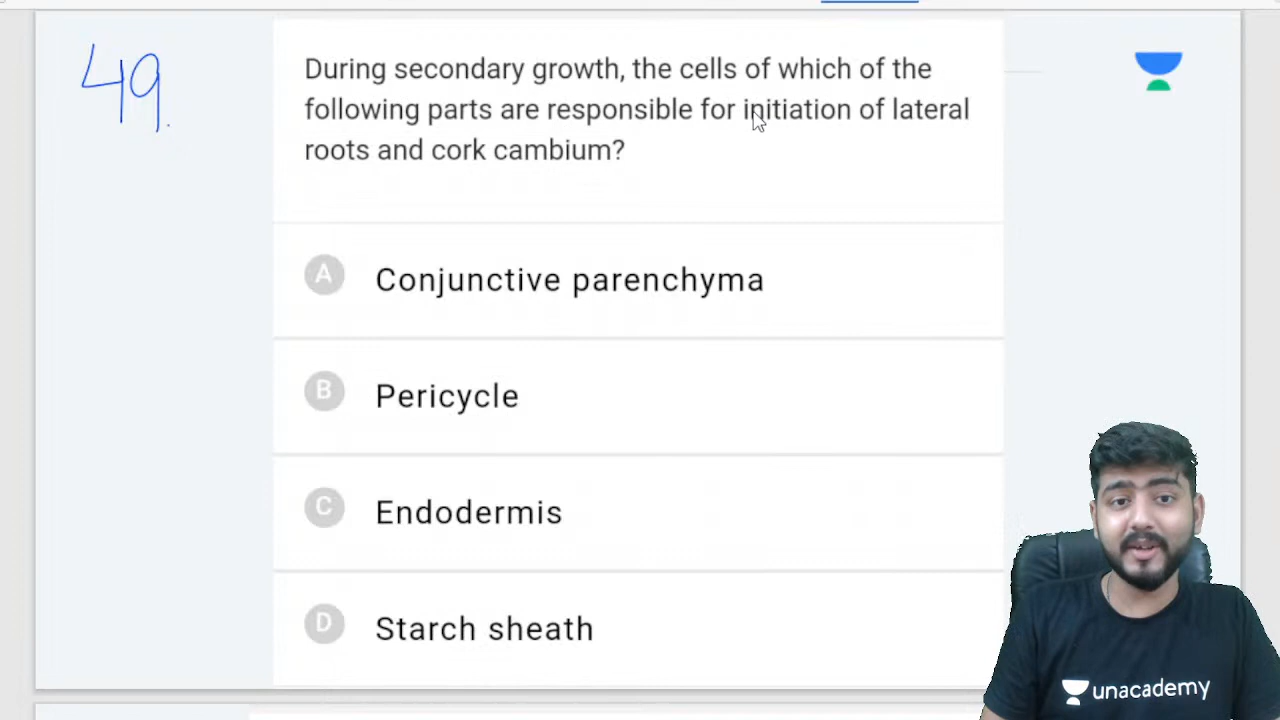 49.
During secondary growth, the cells of which of the
following parts are responsible for initiation of lateral
roots and cork cambium?
A Conjunctive parenchyma
B Pericycle
C Endodermis
D Starch sheath
unacademy